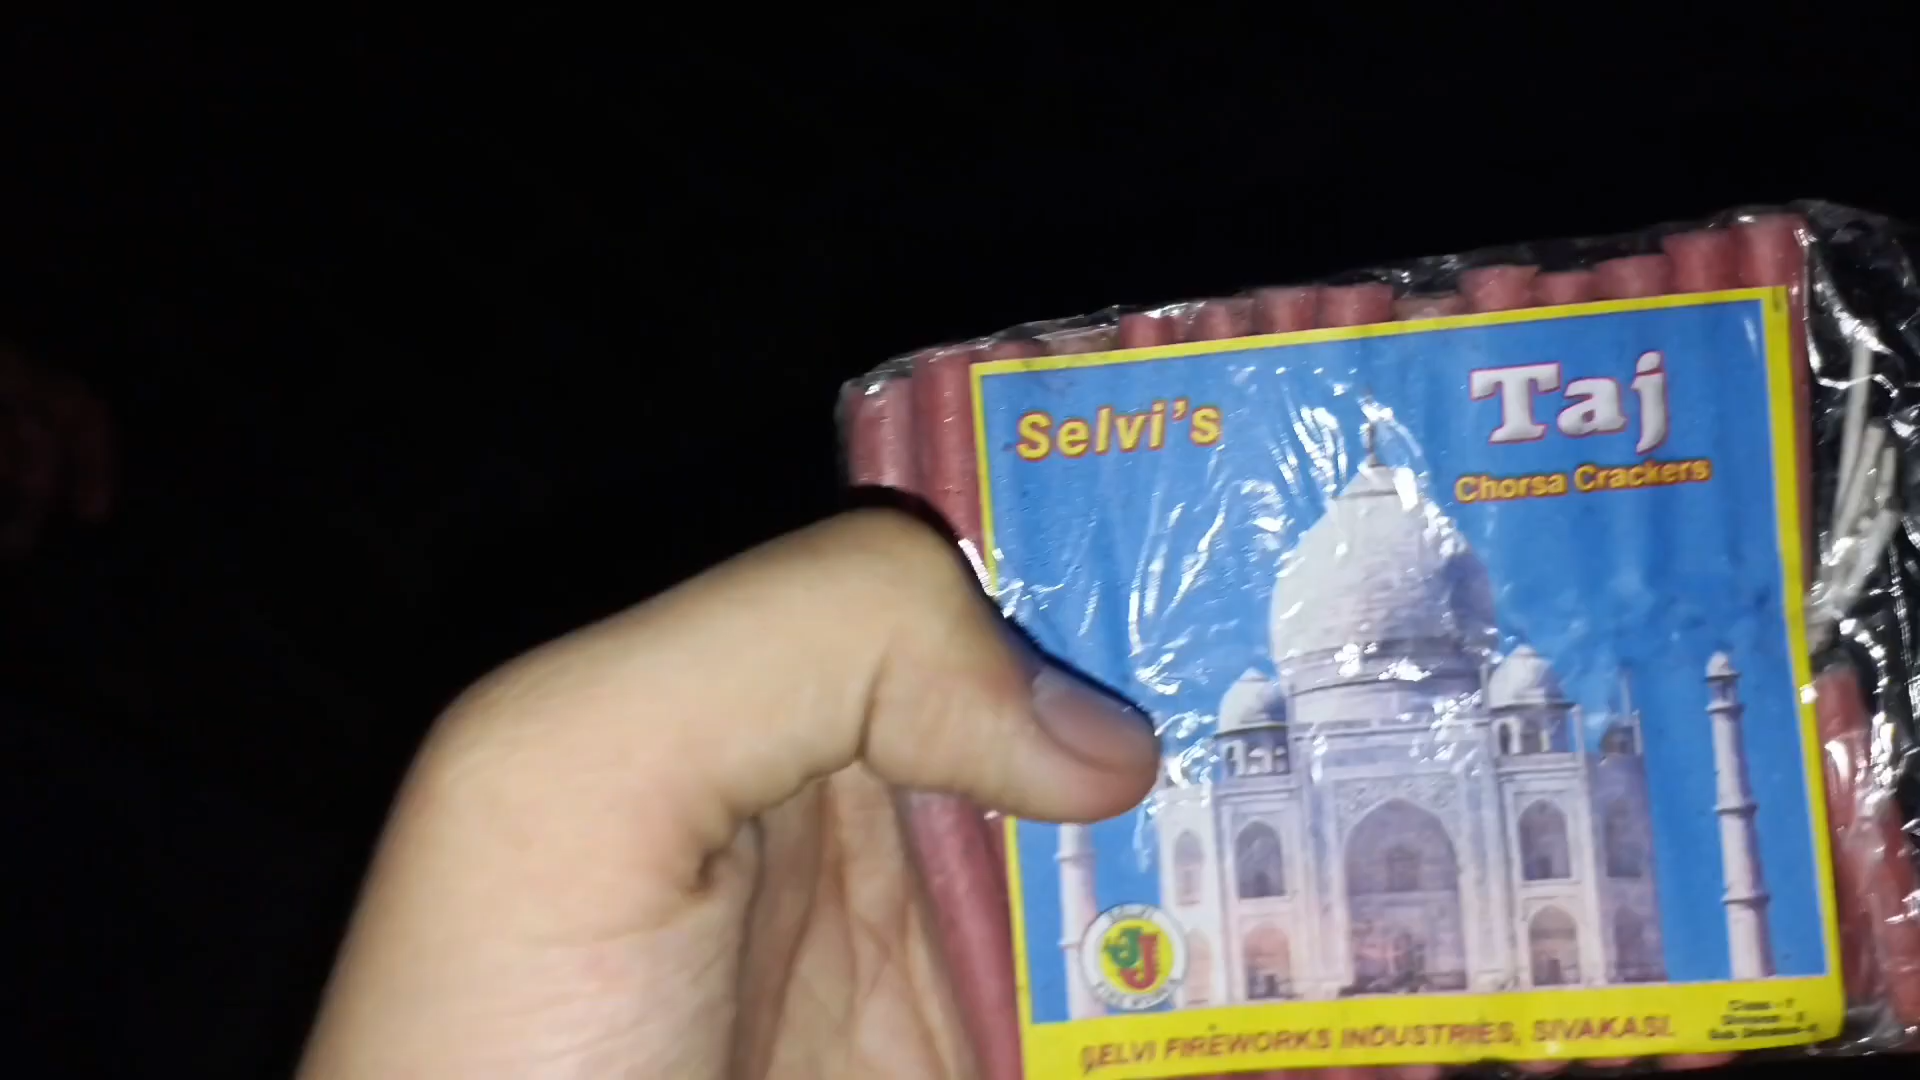 Selvi's
Taj
Chorsa Crackers
SELVI FIREWORKS INDUSTRIES, SIVAKASI.